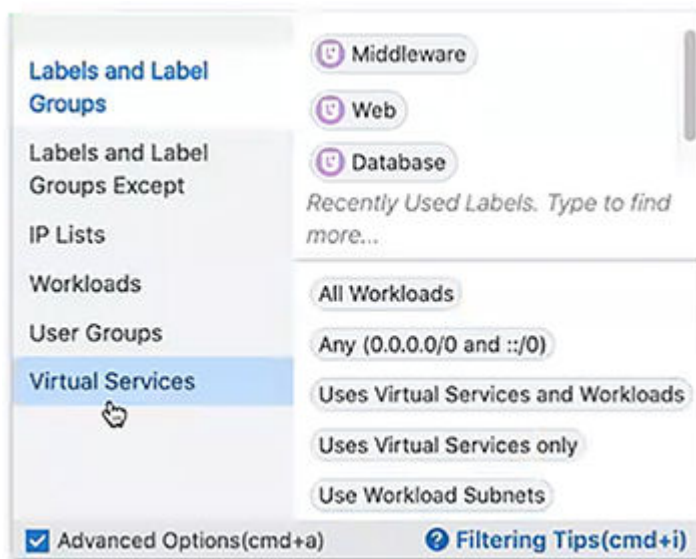 Labels and Label
Groups
Labels and Label
Groups Except
IP Lists
Workloads
User Groups
Virtual Services
Middleware
Web
Database
Recently Used Labels. Type to find
more...
All Workloads
Any (0.0.0.0/0 and ::/0)
Uses Virtual Services and Workloads
Uses Virtual Services only
Use Workload Subnets
Advanced Options(cmd+a)
Filtering Tips(cmd+i)